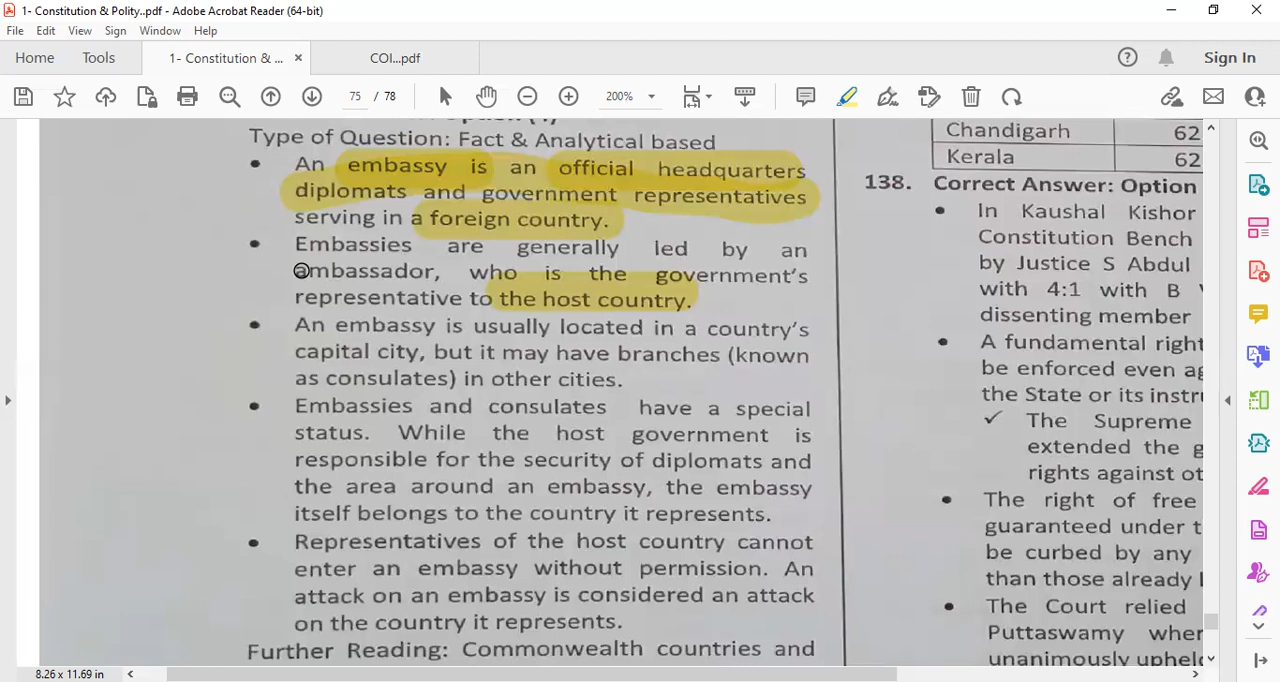 1- Constitution & Polity..pdf - Adobe Acrobat Reader (64-bit)
File Edit View Sign Window Help
Home Tools 1- Constitution & ... × COI...pdf Sign In
75 / 78 200%
Type of Question: Fact & Analytical based
• An embassy is an official headquarters
diplomats and government representatives
serving in a foreign country.
• Embassies are generally led by an
ambassador, who is the government's
representative to the host country.
• An embassy is usually located in a country's
capital city, but it may have branches (known
as consulates) in other cities.
• Embassies and consulates have a special
status. While the host government is
responsible for the security of diplomats and
the area around an embassy, the embassy
itself belongs to the country it represents.
• Representatives of the host country cannot
enter an embassy without permission. An
attack on an embassy is considered an attack
on the country it represents.
Further Reading: Commonwealth countries and
Chandigarh 62
Kerala 62
138. Correct Answer: Option
• In Kaushal Kishor
Constitution Bench
by Justice S Abdul
with 4:1 with B
dissenting member
• A fundamental right
be enforced even
the State or its
✓ The Supreme
extended the
rights against
• The right of free
guaranteed under
be curbed by any
than those already
• The Court relied
Puttaswamy
unanimously
8.26 x 11.69 in